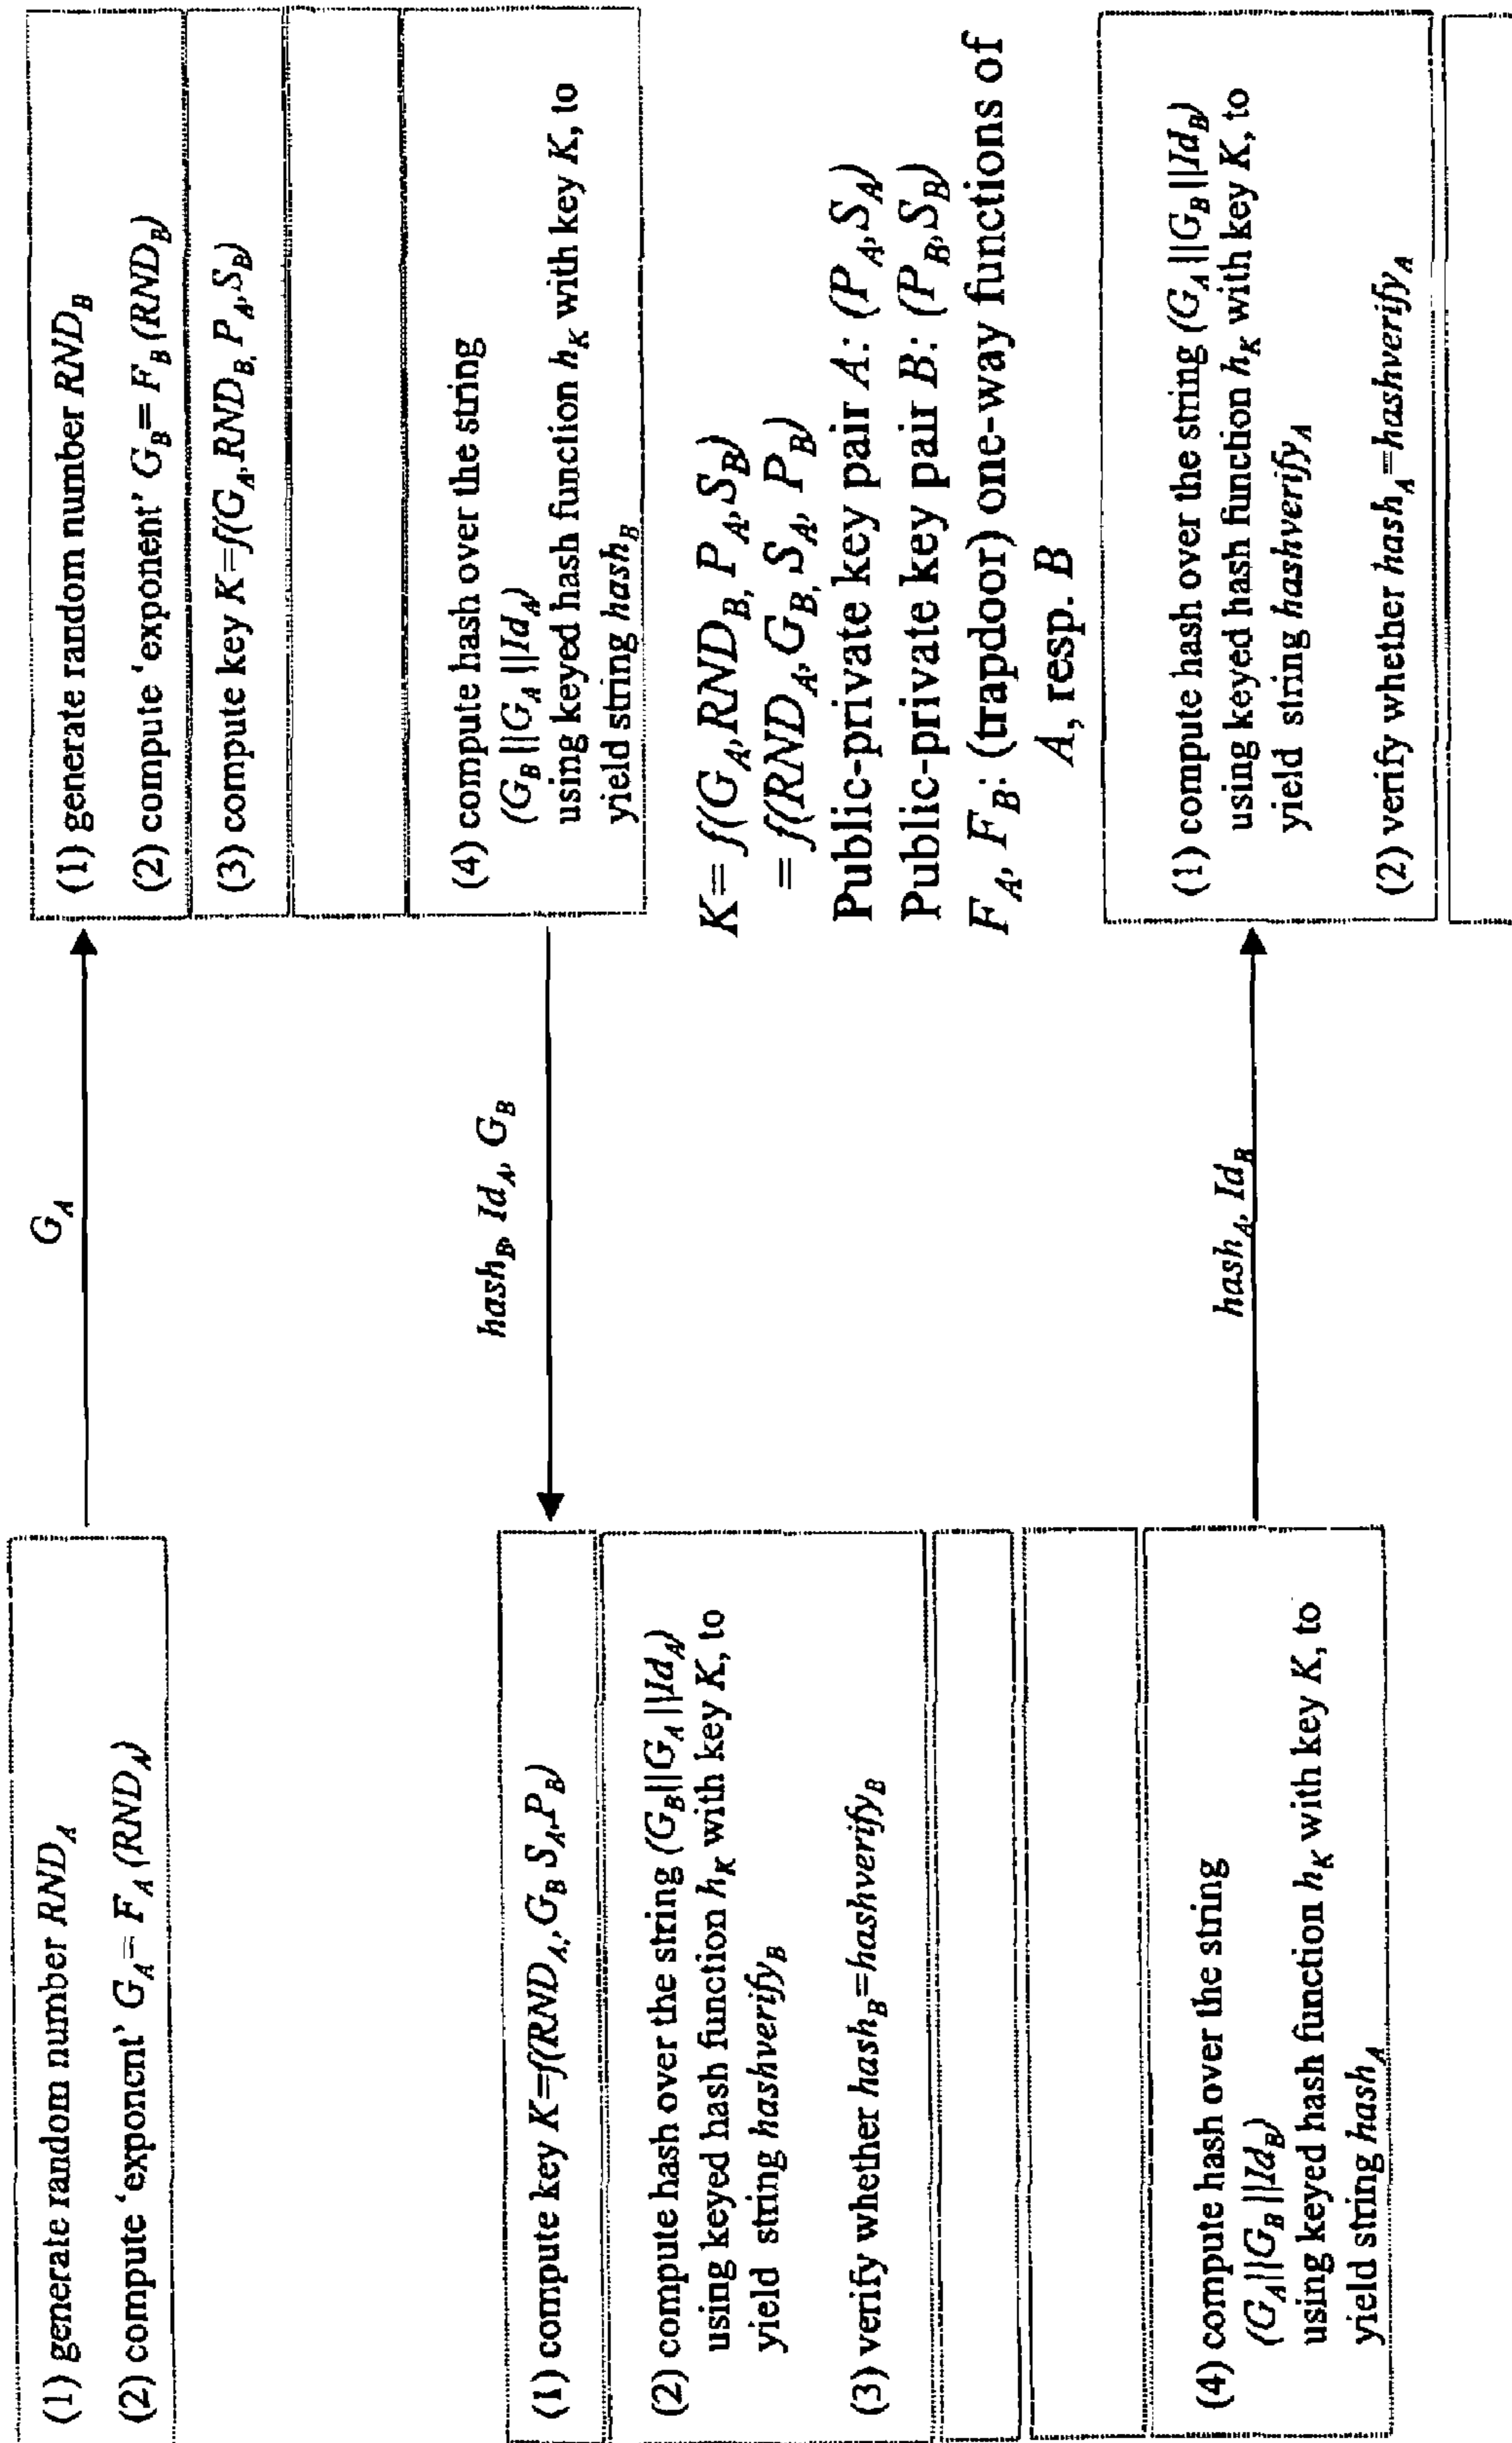 (1) generate random number RND_A
(2) compute ‘exponent’ G_A = F_A (RND_A)
G_A
(1) generate random number RND_B
(2) compute ‘exponent’ G_B = F_B (RND_B)
(3) compute key K=f(G_A, RND_B, P_A, S_B)
(4) compute hash over the string
(G_B ||G_A ||Id_A)
using keyed hash function h_K with key K, to
yield string hash_B
hash_B, Id_A, G_B
(1) compute key K=f(RND_A, G_B S_A, P_B)
(2) compute hash over the string (G_B||G_A ||Id_A)
using keyed hash function h_K with key K, to
yield string hashverify_B
(3) verify whether hash_B=hashverify_B
K= f(G_A, RND_B, P_A, S_B)
= f(RND_A, G_B, S_A, P_B)
Public-private key pair A: (P_A, S_A)
Public-private key pair B: (P_B, S_B)
F_A, F_B: (trapdoor) one-way functions of
A, resp. B
(4) compute hash over the string
(G_A||G_B ||Id_B)
using keyed hash function h_K with key K, to
yield string hash_A
hash_A, Id_B
(1) compute hash over the string (G_A ||G_B ||Id_B)
using keyed hash function h_K with key K, to
yield string hashverify_A
(2) verify whether hash_A=hashverify_A